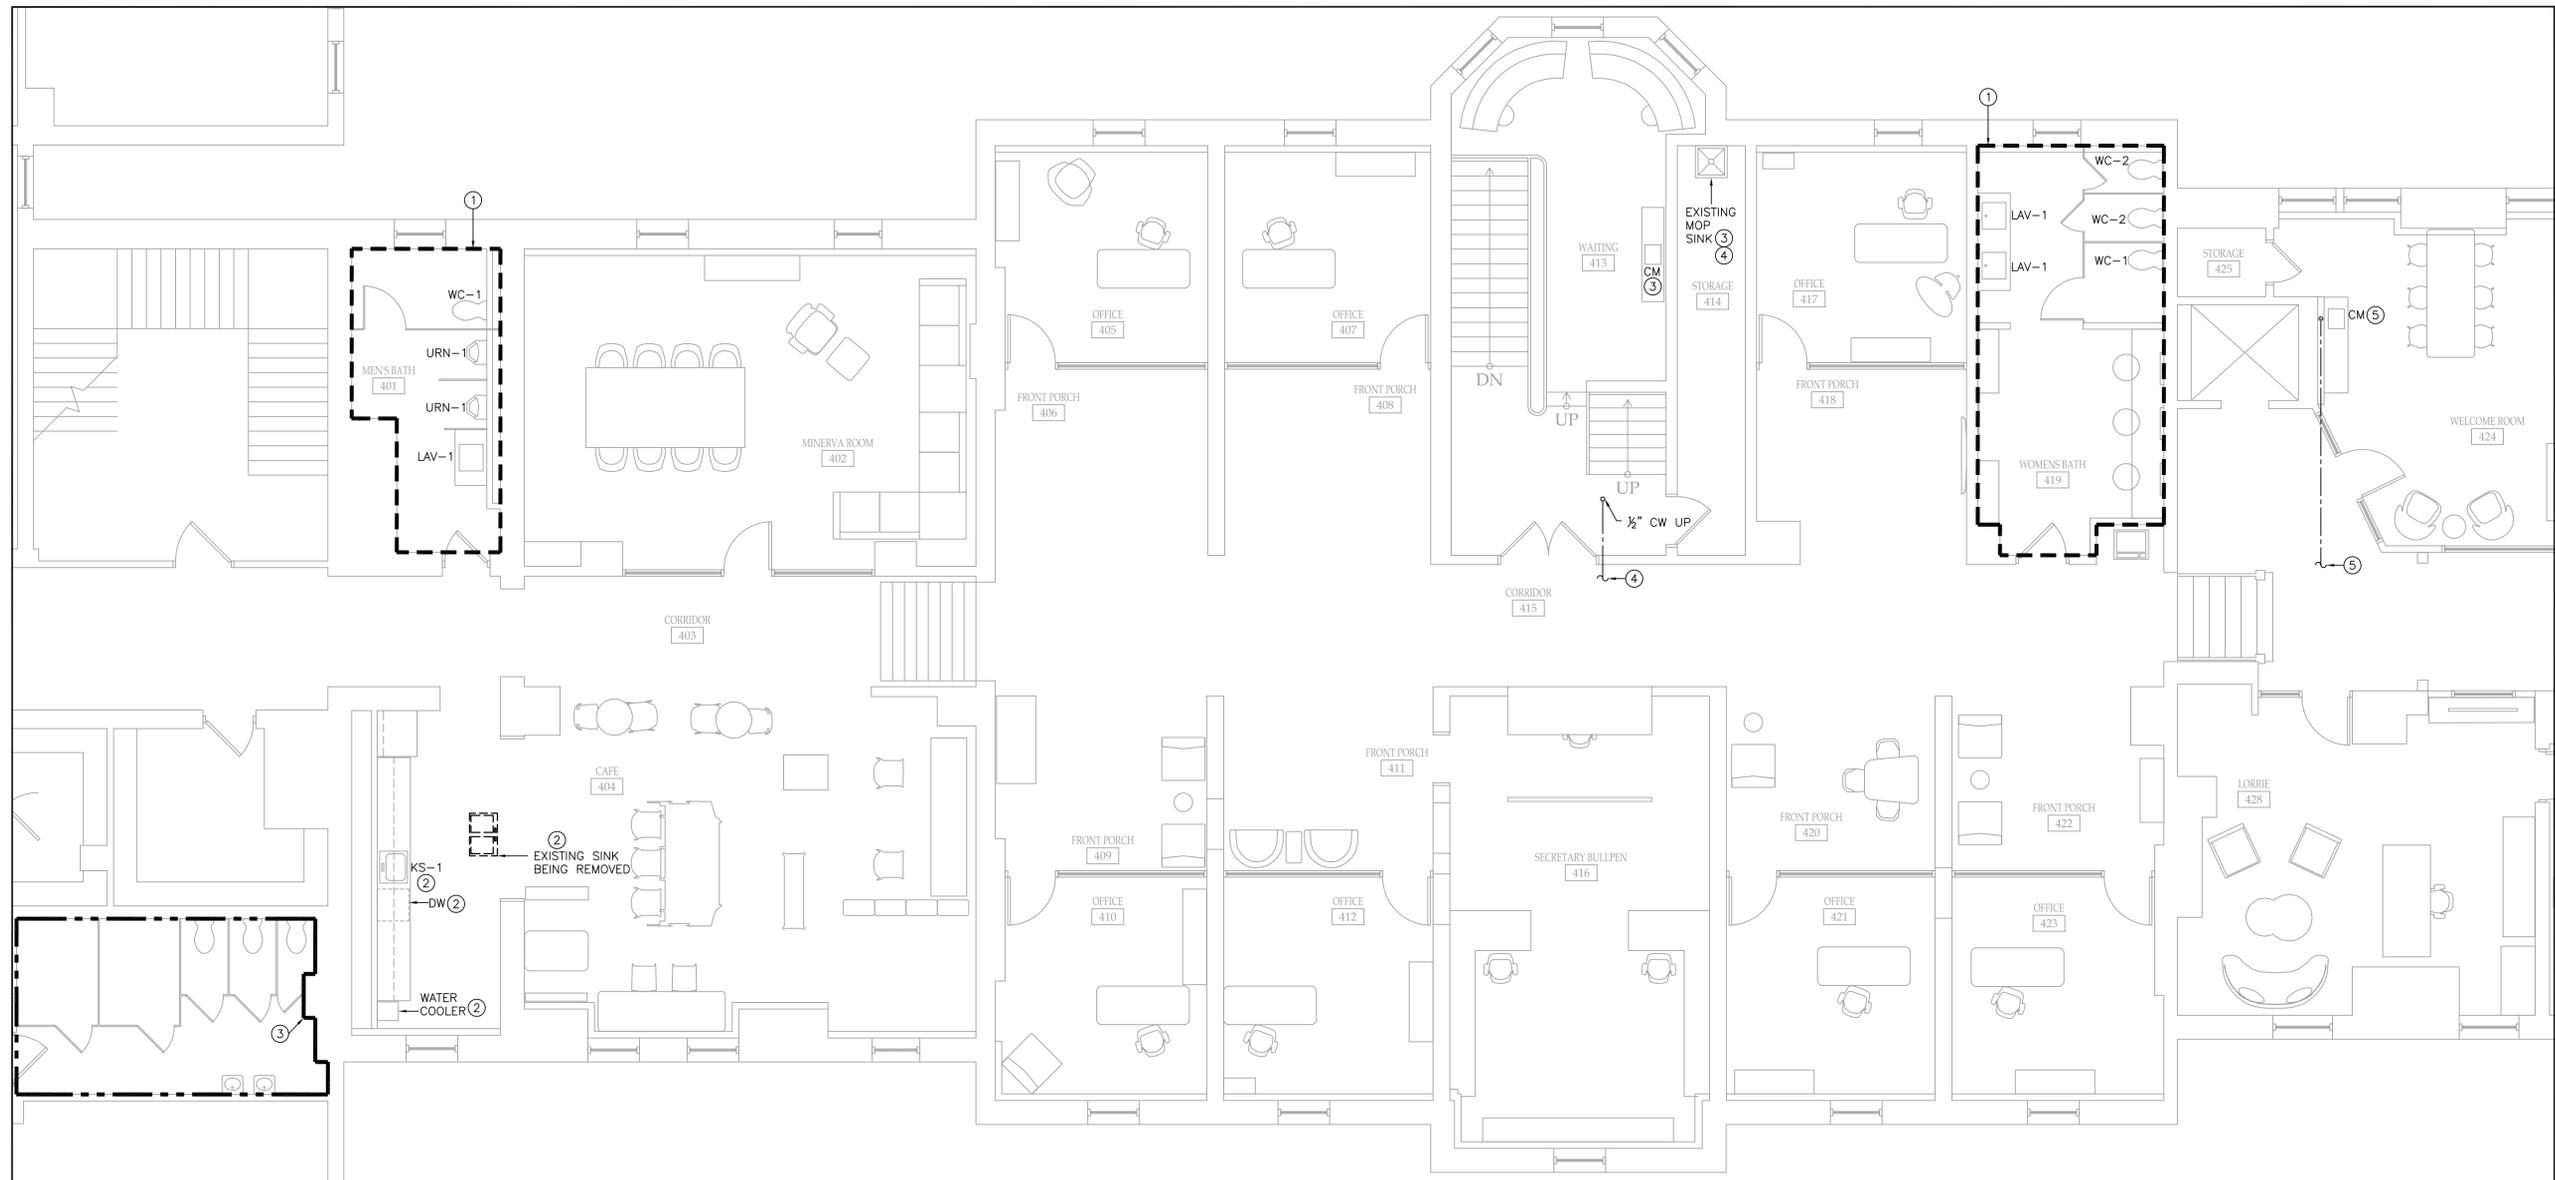 1
WC-1
URN-1
MEN'S BATH
401
URN-1
LAV-1
MINERVA ROOM
402
CORRIDOR
403
OFFICE
405
FRONT PORCH
406
OFFICE
407
FRONT PORCH
408
DN
UP
UP
WAITING
413
CM
3
EXISTING
MOP
SINK 3
4
STORAGE
414
½" CW UP
4
CORRIDOR
415
OFFICE
417
FRONT PORCH
418
1
WC-2
LAV-1
WC-2
LAV-1
WC-1
WOMENS BATH
419
STORAGE
425
CM 5
WELCOME ROOM
424
5
CAFE
404
2
EXISTING SINK
BEING REMOVED
KS-1
2
DW 2
WATER
COOLER 2
3
FRONT PORCH
409
OFFICE
410
FRONT PORCH
411
OFFICE
412
SECRETARY BULLPEN
416
FRONT PORCH
420
OFFICE
421
FRONT PORCH
422
OFFICE
423
LORRIE
428